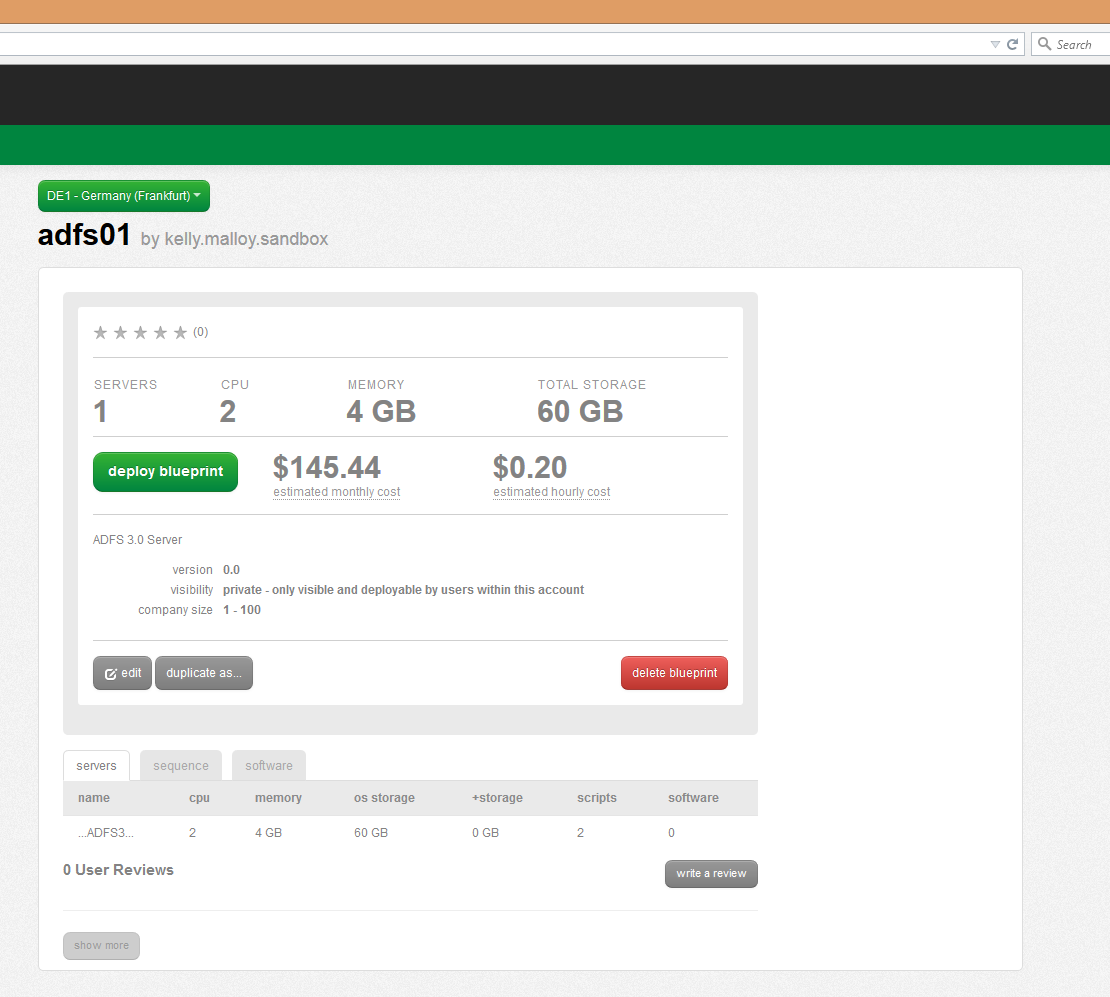 Search
DE1 - Germany (Frankfurt)
adfs01 by kelly.malloy.sandbox
(0)
SERVERS CPU MEMORY TOTAL STORAGE
1 2 4 GB 60 GB
deploy blueprint $145.44 $0.20
estimated monthly cost estimated hourly cost
ADFS 3.0 Server
version 0.0
visibility private - only visible and deployable by users within this account
company size 1 - 100
edit duplicate as... delete blueprint
servers sequence software
name cpu memory os storage +storage scripts software
...ADFS3... 2 4 GB 60 GB 0 GB 2 0
0 User Reviews write a review
show more